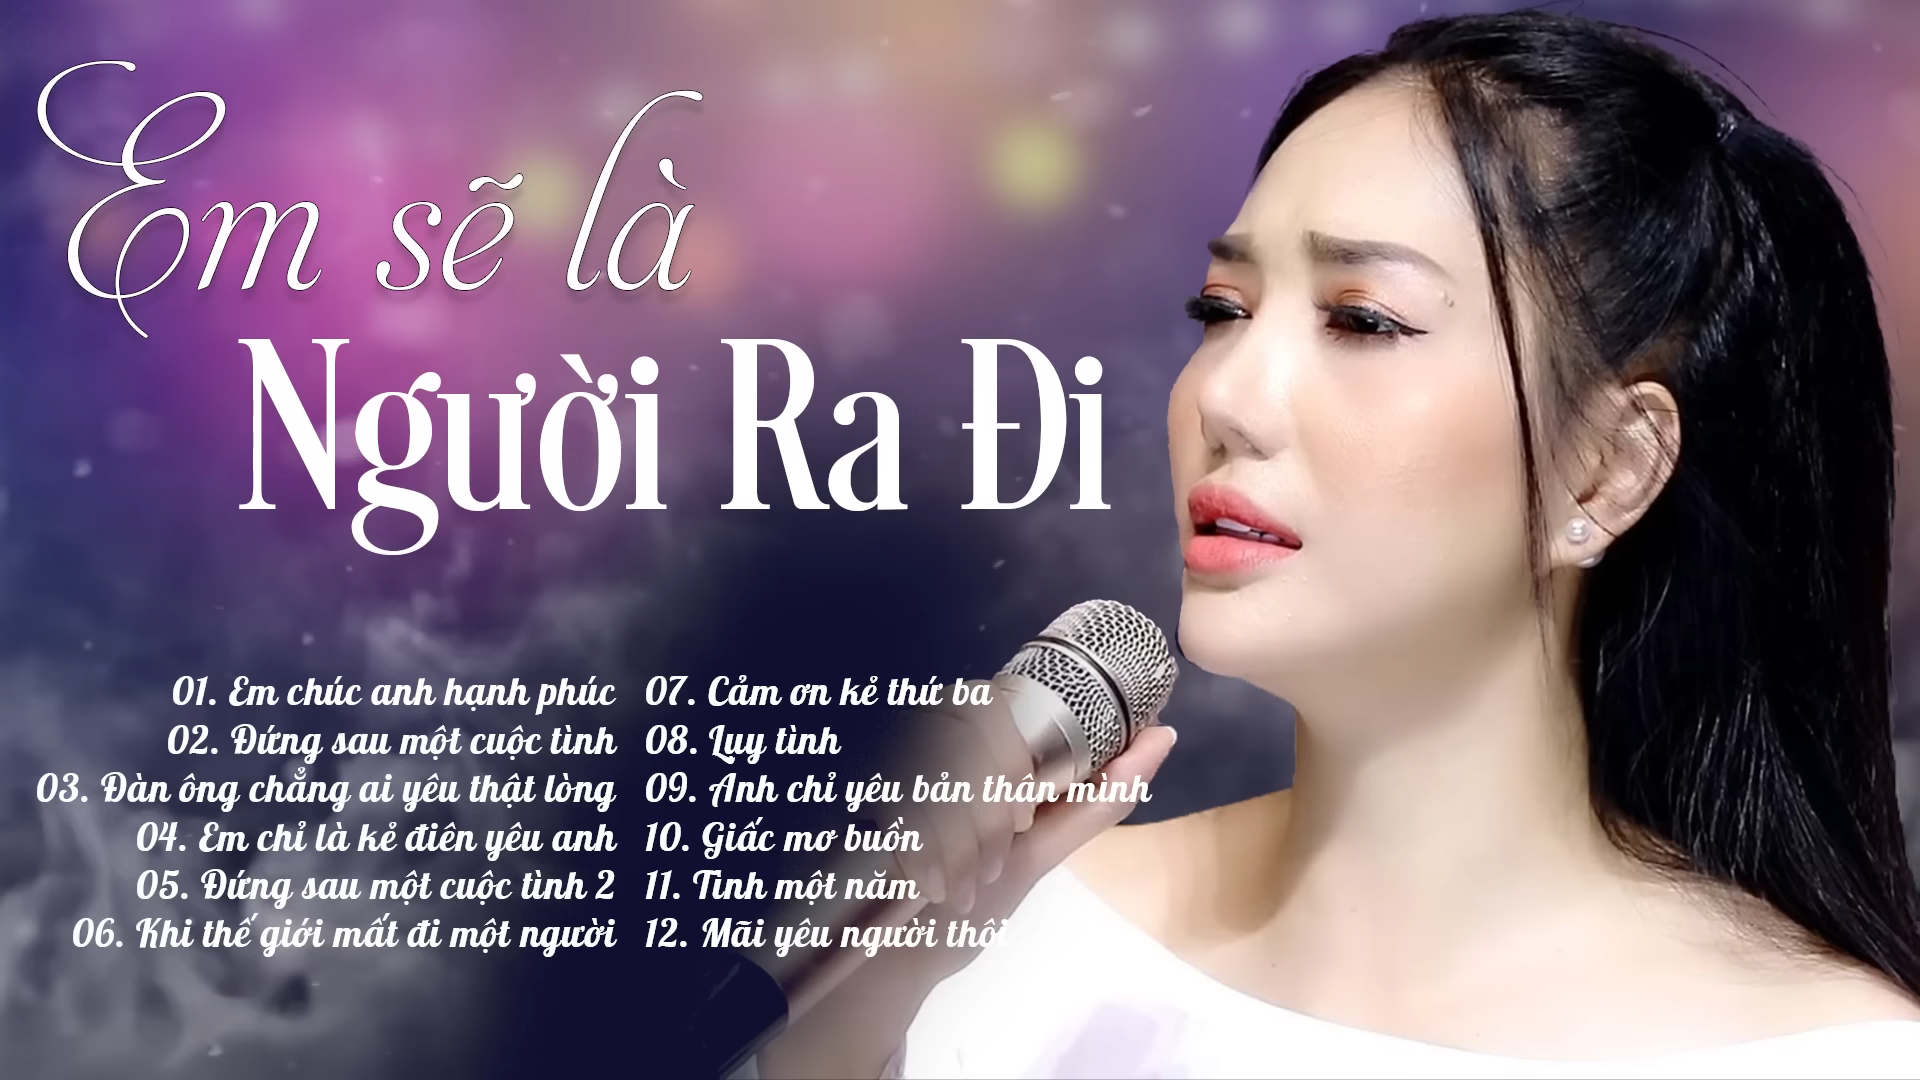 Em sẽ là
Người Ra Đi
01. Em chúc anh hạnh phúc
02. Đứng sau một cuộc tình
03. Đàn ông chẳng ai yêu thật lòng
04. Em chỉ là kẻ điên yêu anh
05. Đứng sau một cuộc tình 2
06. Khi thế giới mất đi một người
07. Cảm ơn kẻ thứ ba
08. Luy tình
09. Anh chỉ yêu bản thân mình
10. Giấc mơ buồn
11. Tình một năm
12. Mãi yêu người thôi